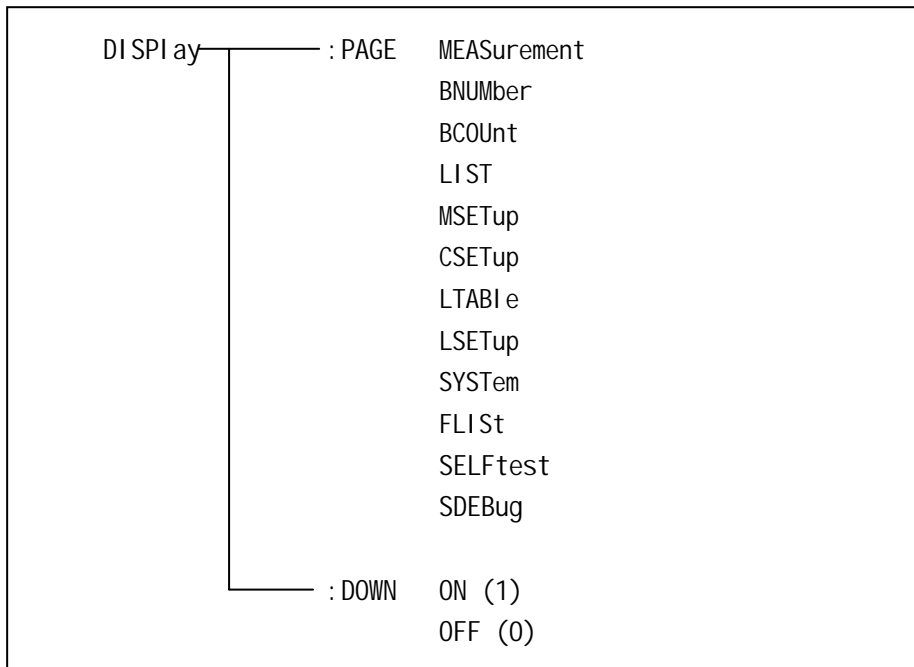 DISPlay :PAGE MEASurement
BNUMber
BCOUnt
LIST
MSETup
CSETup
LTABle
LSETup
SYSTem
FLISt
SELFtest
SDEBug
:DOWN ON (1)
OFF (0)